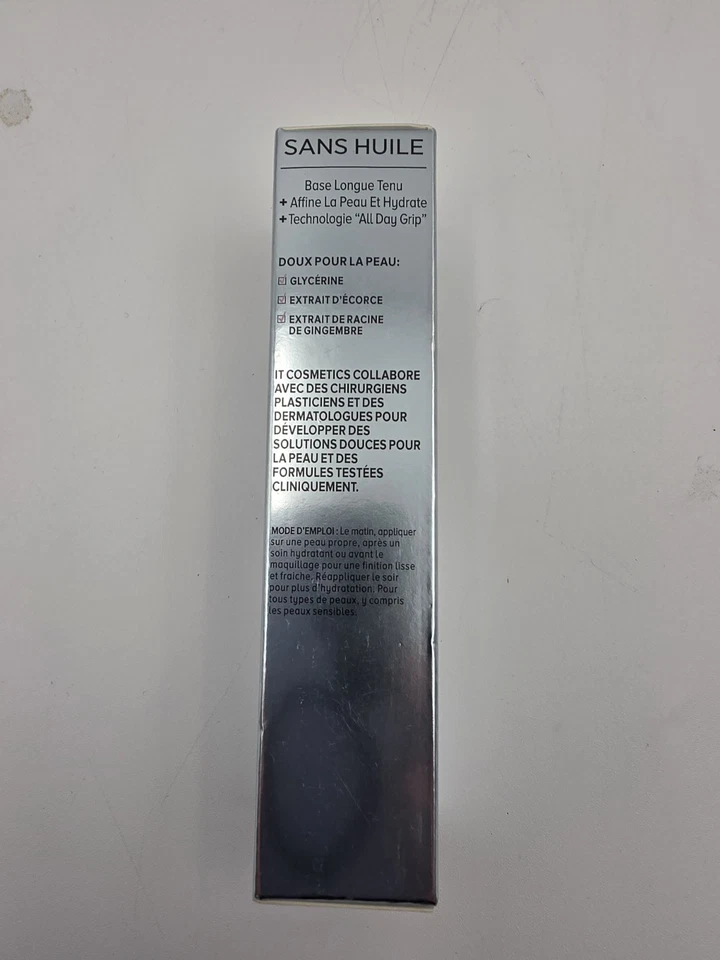 SANS HUILE
Base Longue Tenu
+ Affine La Peau Et Hydrate
+ Technologie “All Day Grip”
DOUX POUR LA PEAU:
GLYCÉRINE
EXTRAIT D'ÉCORCE
EXTRAIT DE RACINE
DE GINGEMBRE
IT COSMETICS COLLABORE
AVEC DES CHIRURGIENS
PLASTICIENS ET DES
DERMATOLOGUES POUR
DÉVELOPPER DES
SOLUTIONS DOUCES POUR
LA PEAU ET DES
FORMULES TESTÉES
CLINIQUEMENT.
MODE D'EMPLOI : Le matin, appliquer
sur une peau propre, après un
soin hydratant ou avant le
maquillage pour une finition lisse
et fraiche. Réappliquer le soir
pour plus d'hydratation. Pour
tous types de peaux, y compris
les peaux sensibles.